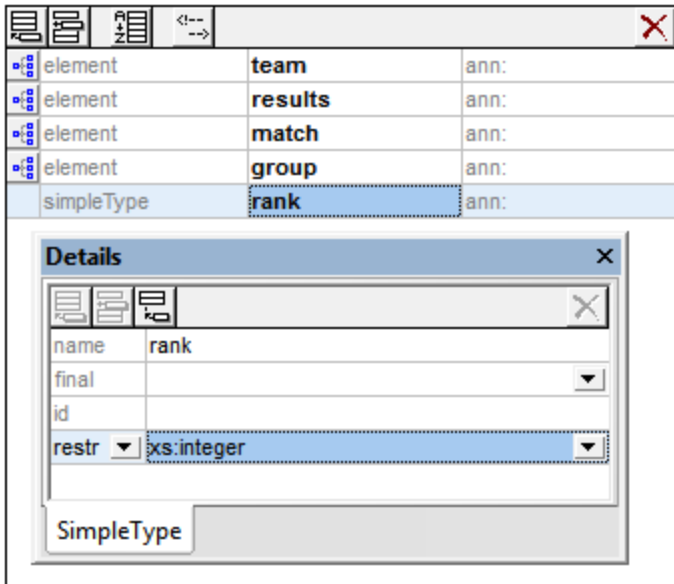 element team ann:
element results ann:
element match ann:
element group ann:
simpleType rank ann:
Details
name rank
final
id
restr xs:integer
SimpleType